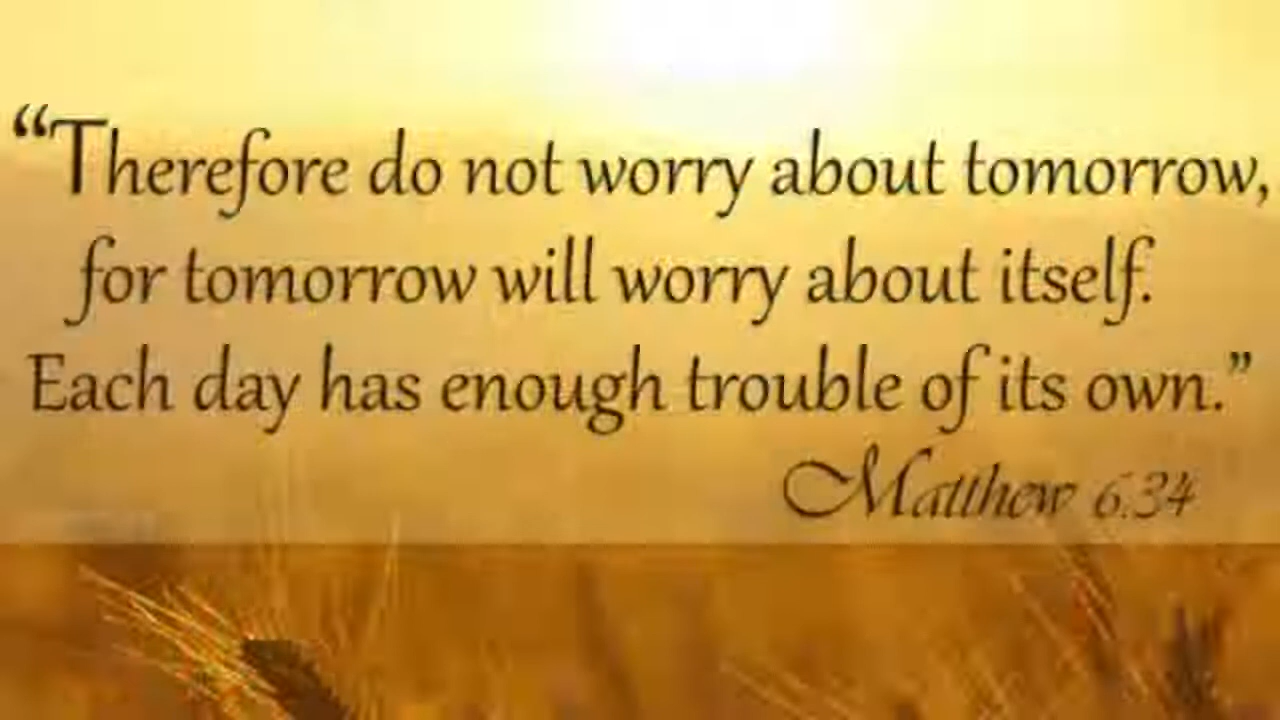 “Therefore do not worry about tomorrow,
for tomorrow will worry about itself.
Each day has enough trouble of its own.”
Matthew 6:34